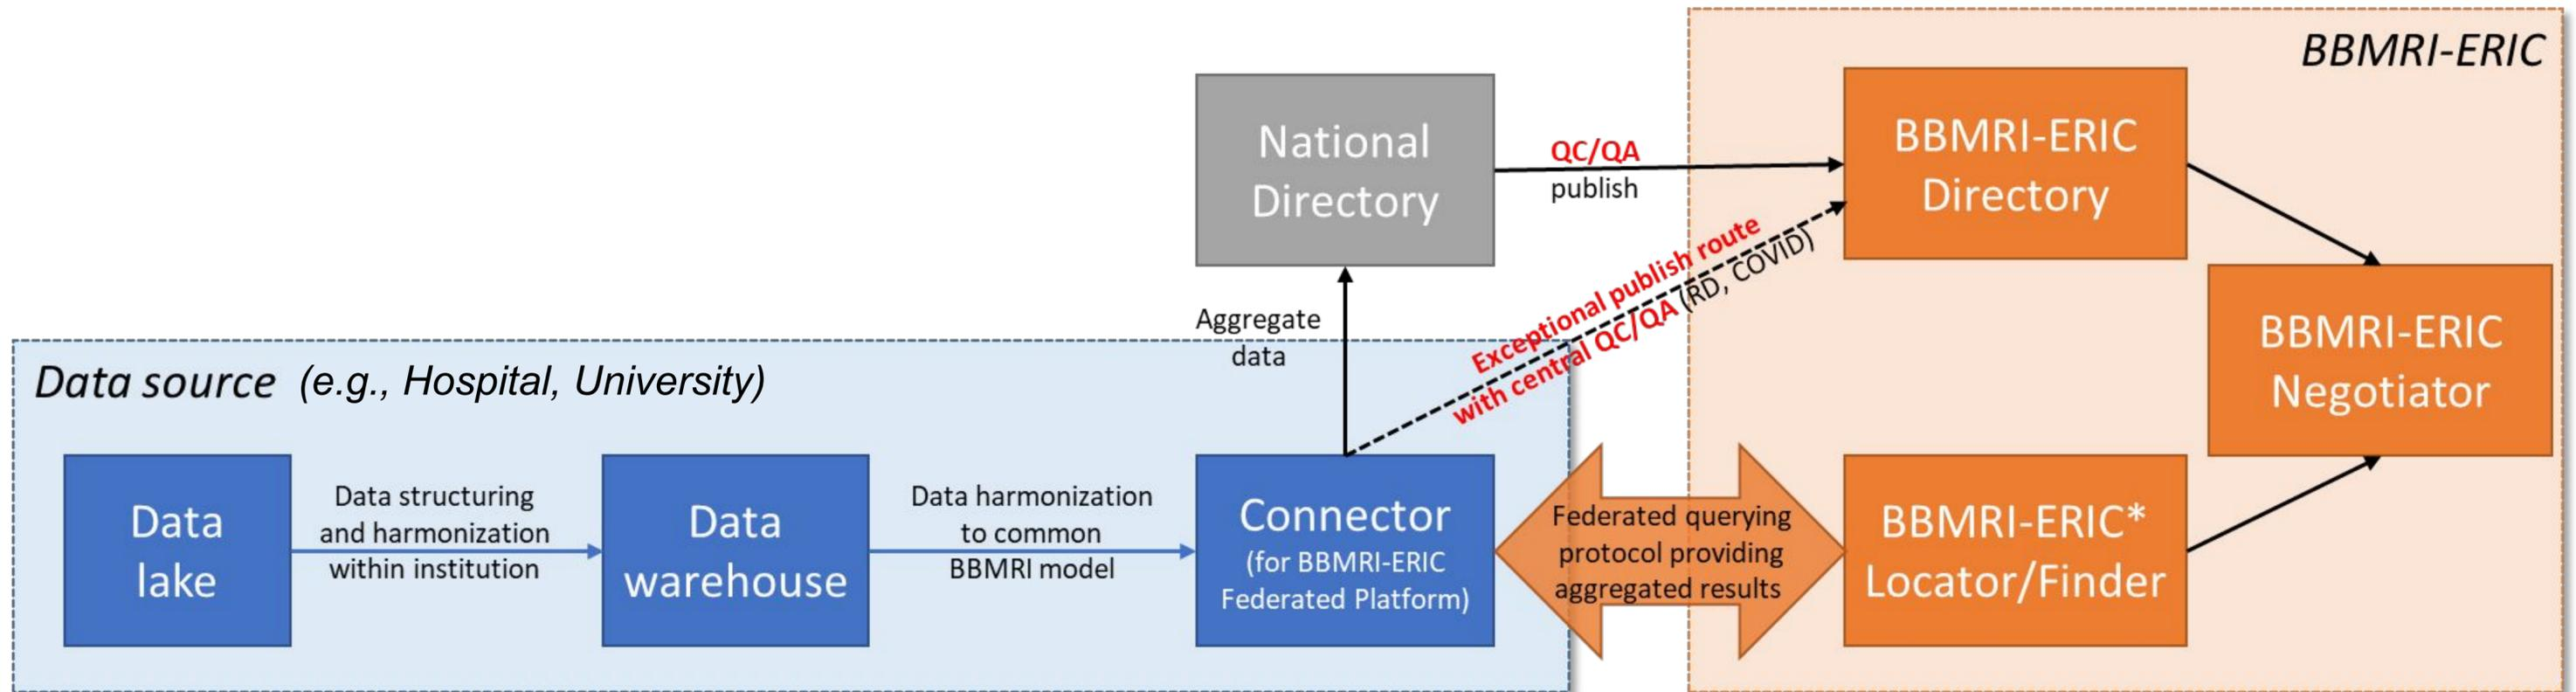 BBMRI-ERIC
National
Directory
QC/QA
publish
BBMRI-ERIC
Directory
Exceptional publish route
with central QC/QA (RD, COVID)
Aggregate
data
BBMRI-ERIC
Negotiator
Data source (e.g., Hospital, University)
Data
lake
Data structuring
and harmonization
within institution
Data
warehouse
Data harmonization
to common
BBMRI model
Connector
(for BBMRI-ERIC
Federated Platform)
Federated querying
protocol providing
aggregated results
BBMRI-ERIC*
Locator/Finder